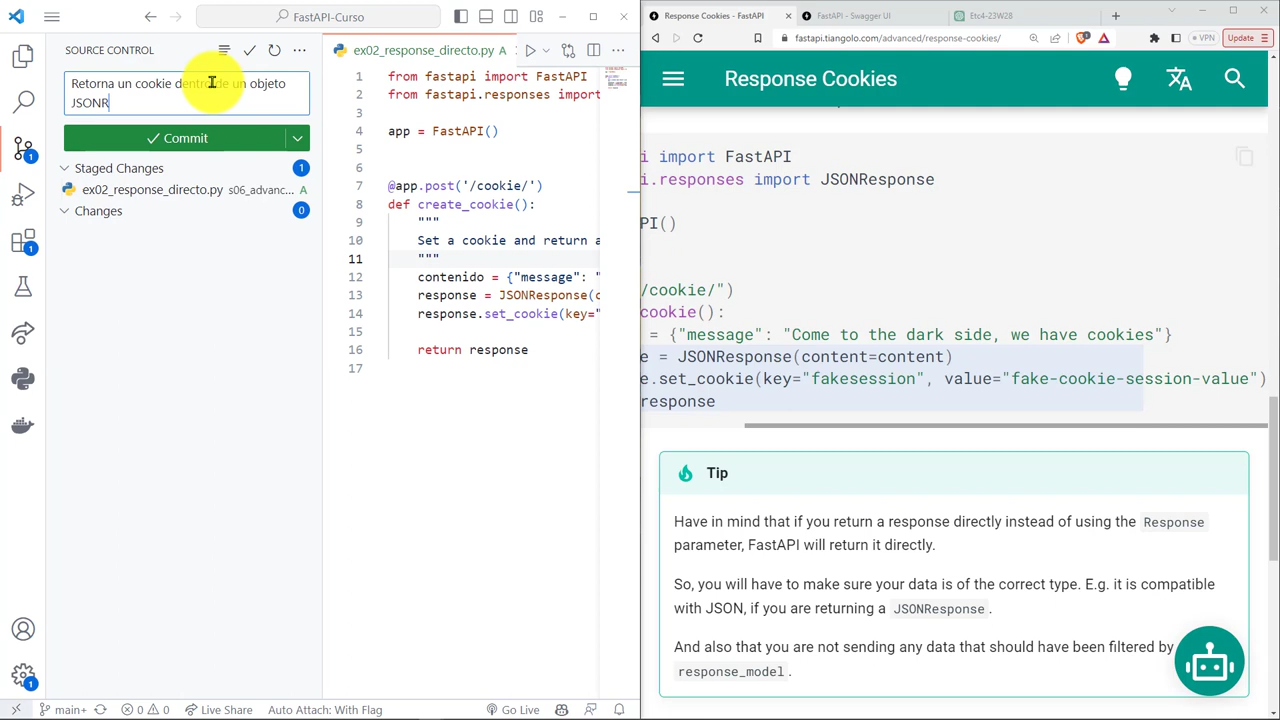 FastAPI-Curso
SOURCE CONTROL
Retorna un cookie dentro de un objeto
JSONR
Commit
Staged Changes
1
ex02_response_directo.py s06_advanc... A
Changes
0
1
1
1
main+
0
0
Live Share
Auto Attach: With Flag
Go Live
ex02_response_directo.py A
1 from fastapi import FastAPI
2 from fastapi.responses import
3
4 app = FastAPI()
5
6
7 @app.post('/cookie/')
8 def create_cookie():
9 """
10 Set a cookie and return a
11 """
12 contenido = {"message": "
13 response = JSONResponse(c
14 response.set_cookie(key="
15
16 return response
17
Response Cookies - FastAPI
FastAPI - Swagger UI
Etc4-23W28
fastapi.tiangolo.com/advanced/response-cookies/
VPN
Update
Response Cookies
i import FastAPI
i.responses import JSONResponse
PI()
/cookie/")
cookie():
= {"message": "Come to the dark side, we have cookies"}
e = JSONResponse(content=content)
e.set_cookie(key="fakesession", value="fake-cookie-session-value")
response
Tip
Have in mind that if you return a response directly instead of using the Response
parameter, FastAPI will return it directly.
So, you will have to make sure your data is of the correct type. E.g. it is compatible
with JSON, if you are returning a JSONResponse.
And also that you are not sending any data that should have been filtered by a
response_model.